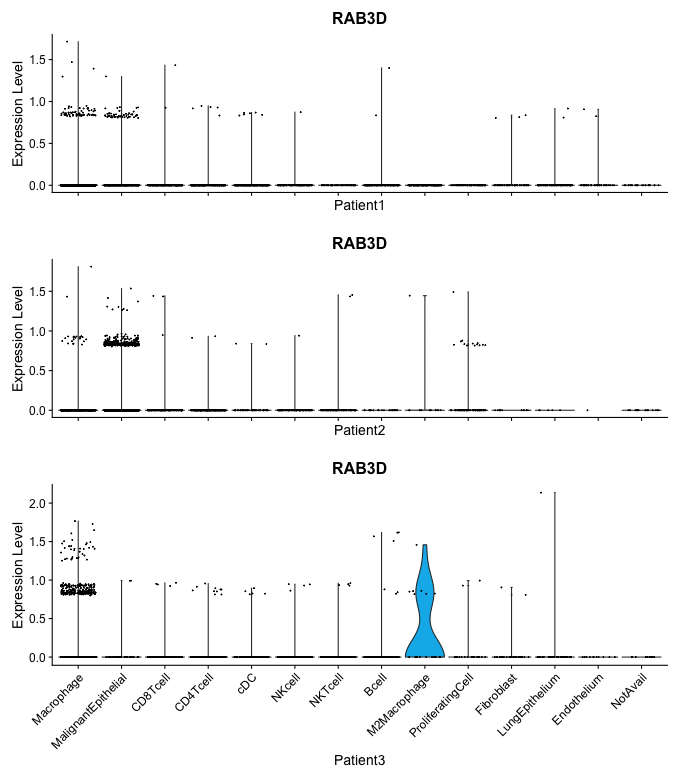 RAB3D
Expression Level
1.5
1.0
0.5
0.0
Patient1
RAB3D
Expression Level
1.5
1.0
0.5
0.0
Patient2
RAB3D
Expression Level
2.0
1.5
1.0
0.5
0.0
Macrophage
MalignantEpithelial
CD8Tcell
CD4Tcell
cDC
NKcell
NKTcell
Bcell
M2Macrophage
ProliferatingCell
Fibroblast
LungEpithelium
Endothelium
NotAvail
Patient3